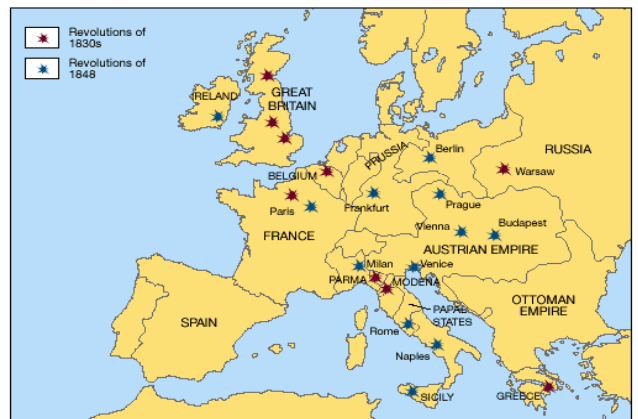 Revolutions of
1830s
Revolutions of
1848
IRELAND
GREAT
BRITAIN
PRUSSIA
Berlin
RUSSIA
Warsaw
BELGIUM
Paris
Frankfurt
Prague
FRANCE
Vienna
Budapest
AUSTRIAN EMPIRE
Milan
Venice
PARMA
MODENA
OTTOMAN
EMPIRE
PAPAL
STATES
SPAIN
Rome
Naples
SICILY
GREECE